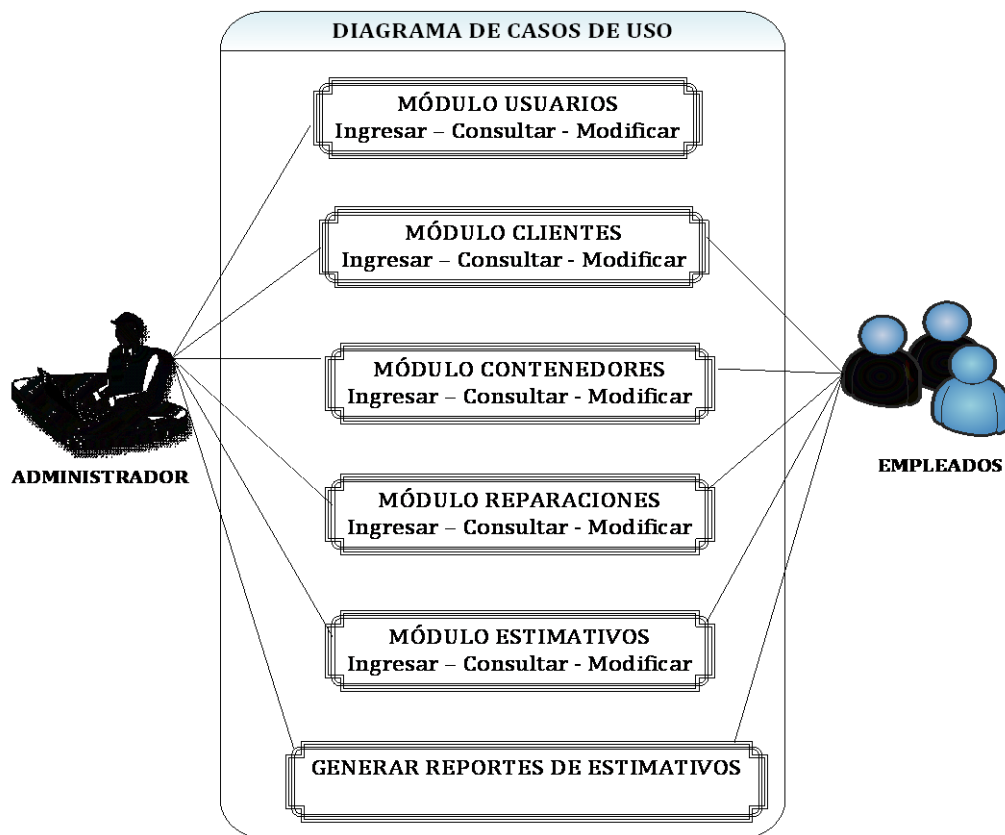 DIAGRAMA DE CASOS DE USO
MÓDULO USUARIOS
Ingresar – Consultar - Modificar
MÓDULO CLIENTES
Ingresar – Consultar - Modificar
MÓDULO CONTENEDORES
Ingresar – Consultar - Modificar
ADMINISTRADOR
EMPLEADOS
MÓDULO REPARACIONES
Ingresar – Consultar - Modificar
MÓDULO ESTIMATIVOS
Ingresar – Consultar - Modificar
GENERAR REPORTES DE ESTIMATIVOS